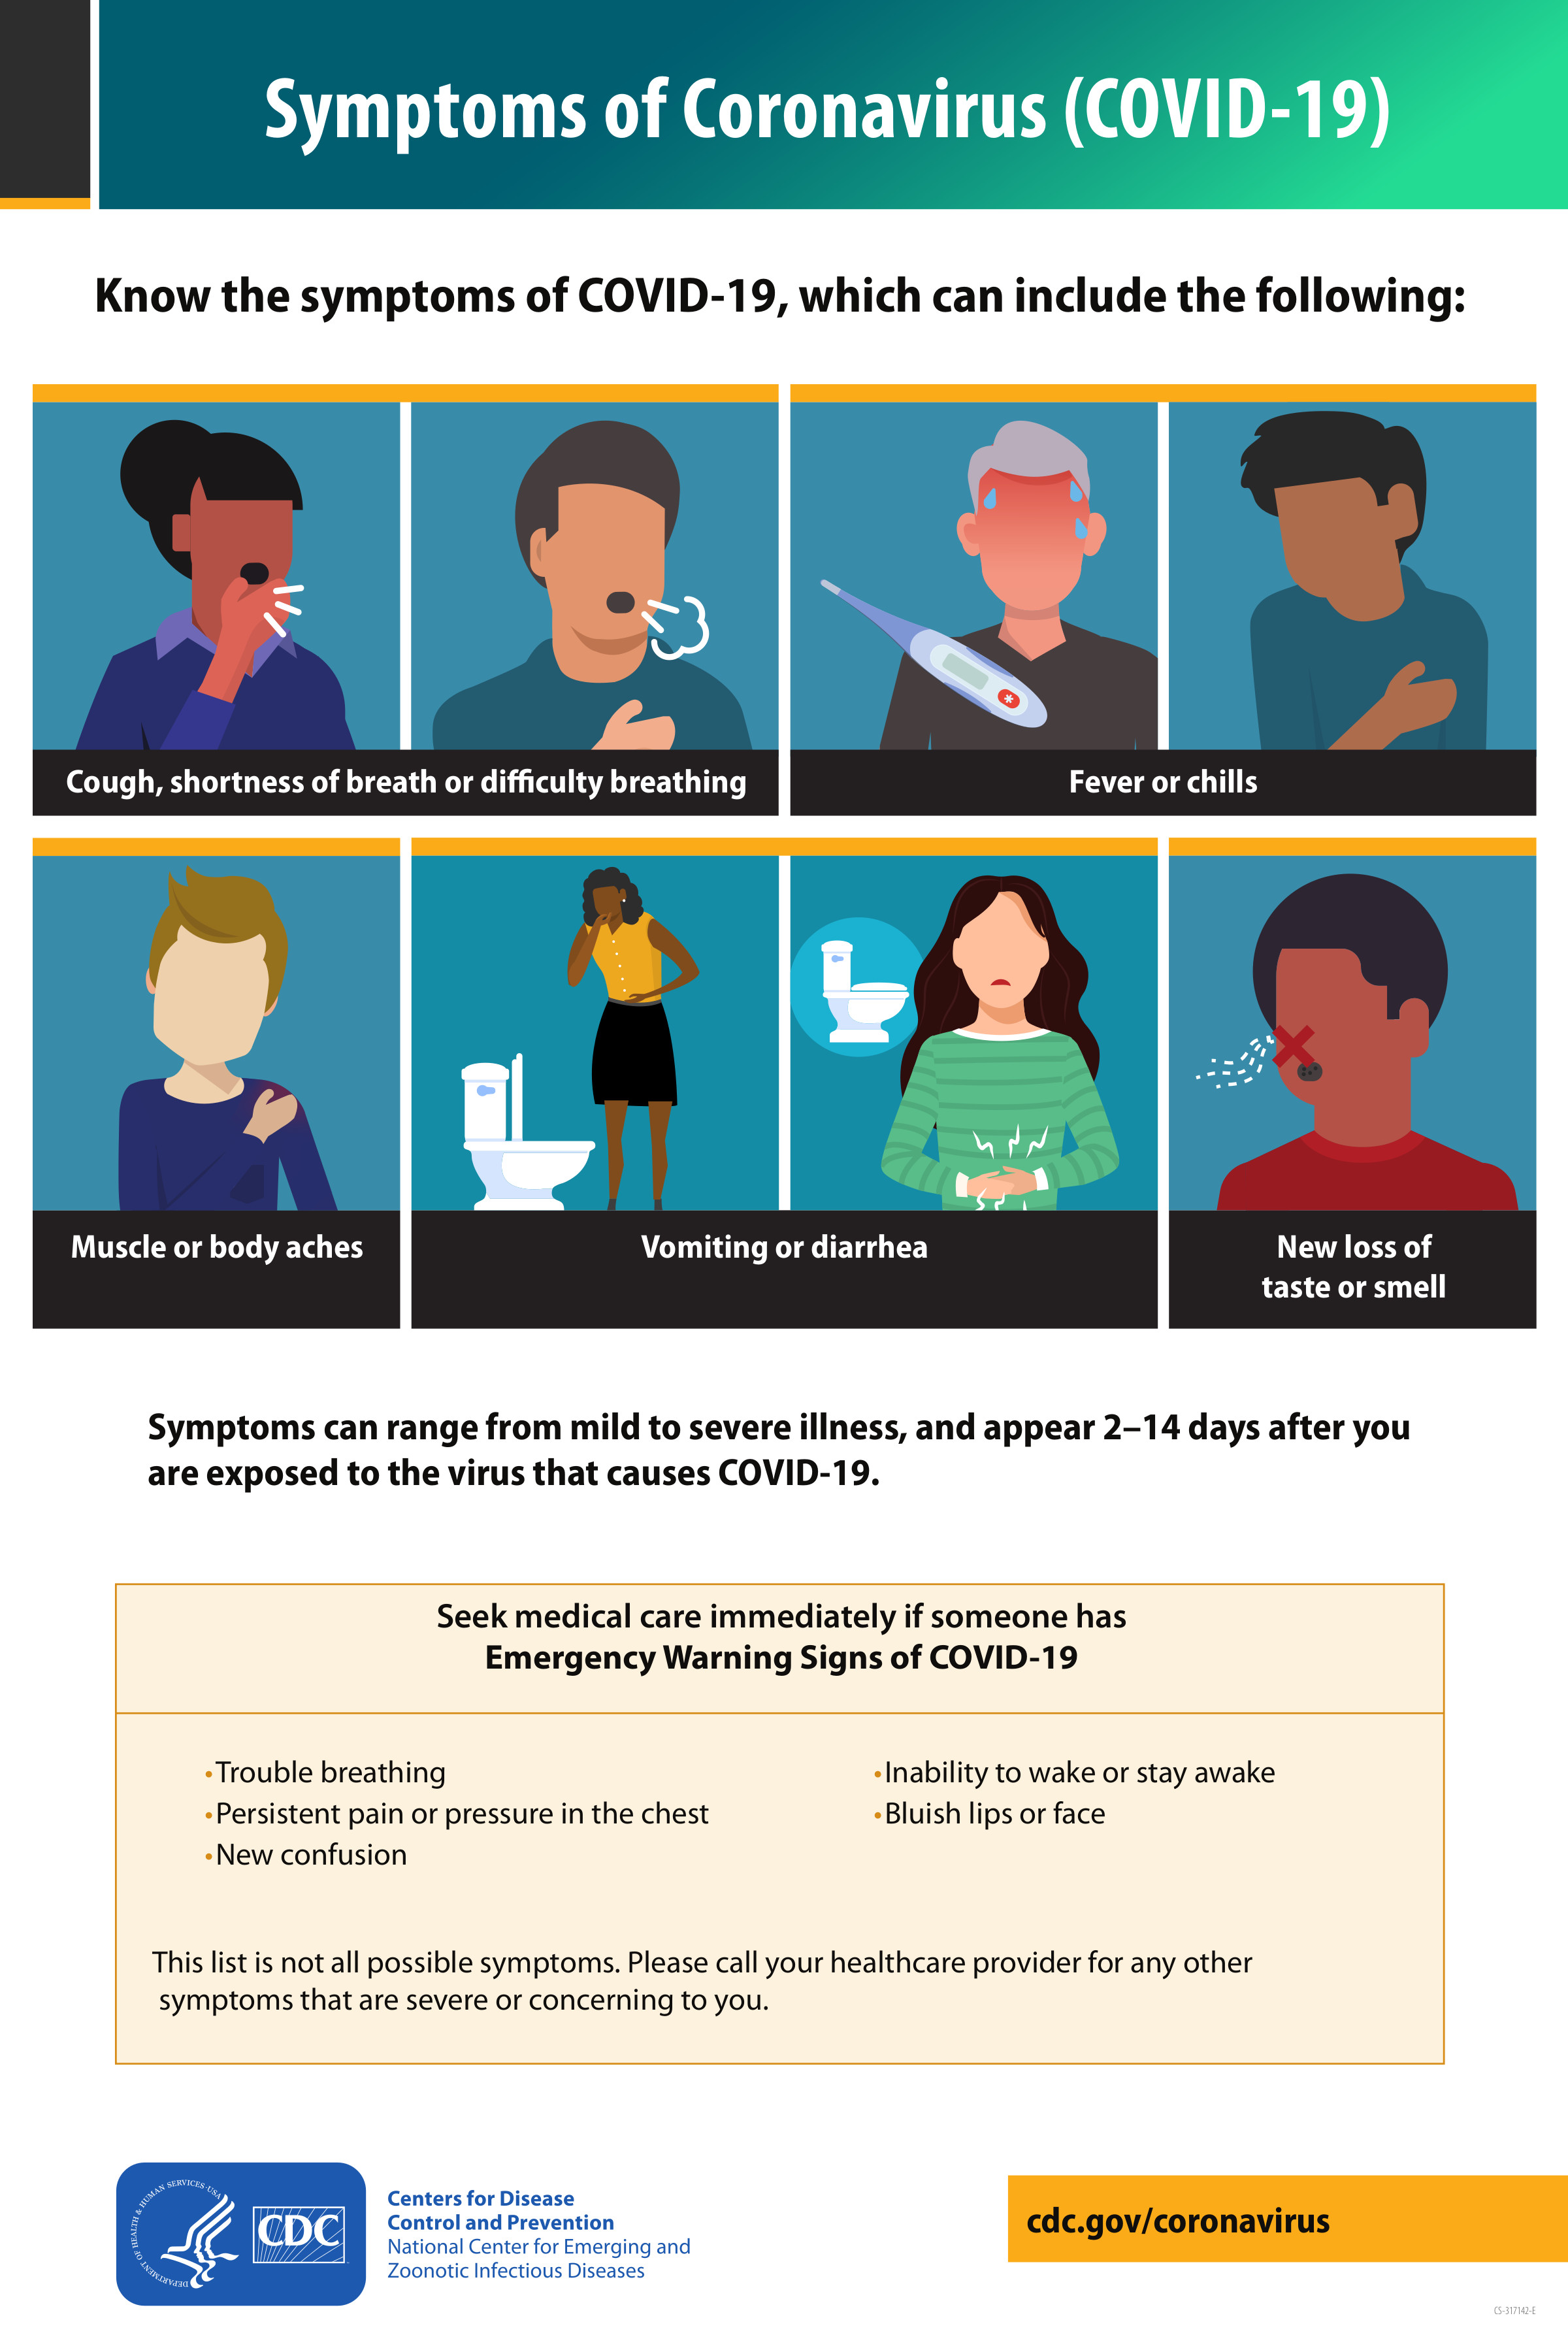 Symptoms of Coronavirus (COVID-19)
Know the symptoms of COVID-19, which can include the following:
Cough, shortness of breath or difficulty breathing
Fever or chills
Muscle or body aches
Vomiting or diarrhea
New loss of
taste or smell
Symptoms can range from mild to severe illness, and appear 2–14 days after you
are exposed to the virus that causes COVID-19.
Seek medical care immediately if someone has
Emergency Warning Signs of COVID-19
•Trouble breathing
•Persistent pain or pressure in the chest
•New confusion
•Inability to wake or stay awake
•Bluish lips or face
This list is not all possible symptoms. Please call your healthcare provider for any other
symptoms that are severe or concerning to you.
DEPARTMENT OF HEALTH & HUMAN SERVICES·USA
CDC
Centers for Disease
Control and Prevention
National Center for Emerging and
Zoonotic Infectious Diseases
cdc.gov/coronavirus
CS-317142-E